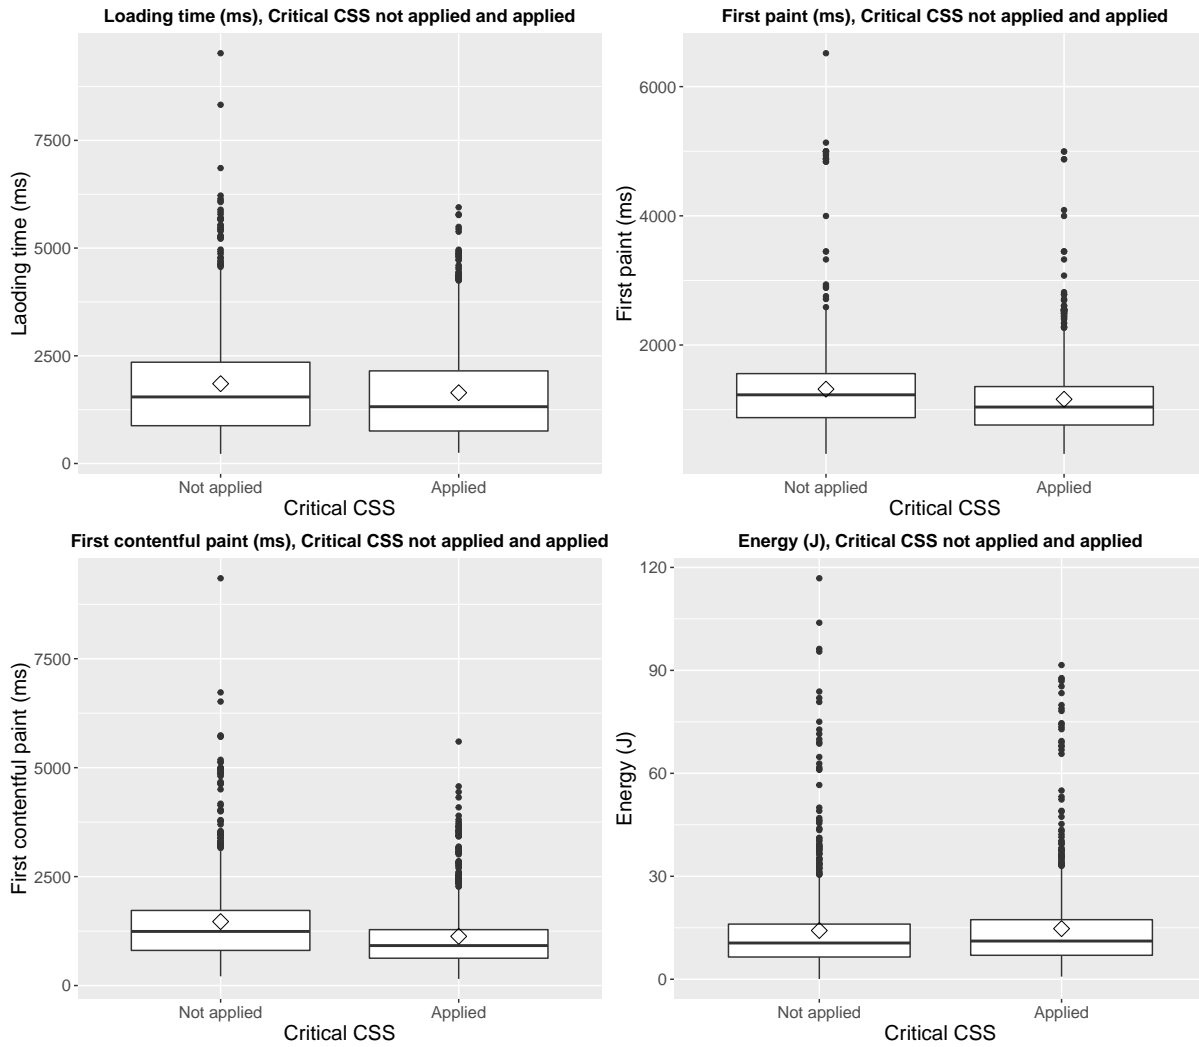 Loading time (ms), Critical CSS not applied and applied
Laoding time (ms)
7500
5000
2500
0
Not applied
Applied
Critical CSS
First paint (ms), Critical CSS not applied and applied
First paint (ms)
6000
4000
2000
Not applied
Applied
Critical CSS
First contentful paint (ms), Critical CSS not applied and applied
First contentful paint (ms)
7500
5000
2500
0
Not applied
Applied
Critical CSS
Energy (J), Critical CSS not applied and applied
Energy (J)
120
90
60
30
0
Not applied
Applied
Critical CSS